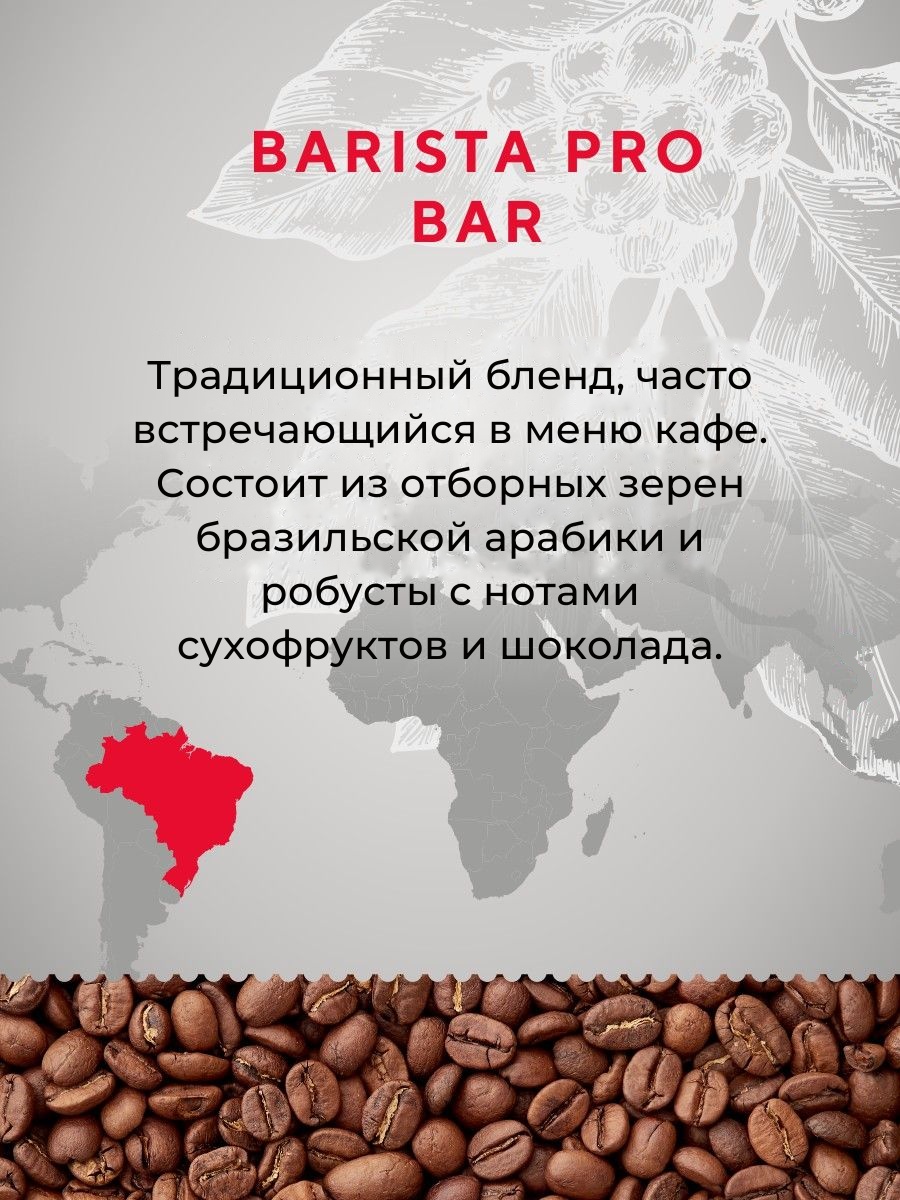 BARISTA PRO
BAR
Традиционный бленд, часто
встречающийся в меню кафе.
Состоит из отборных зерен
бразильской арабики и
робусты с нотами
сухофруктов и шоколада.